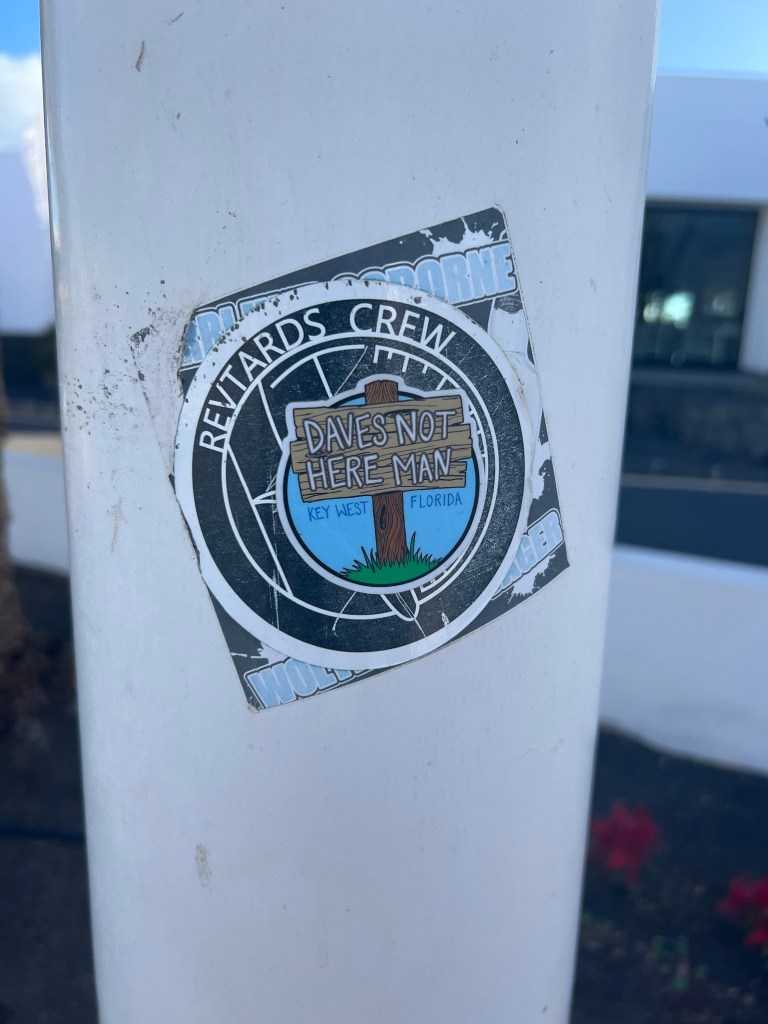 OSBORNE
REVTARDS CREW
DAVES NOT
HERE MAN
KEY WEST FLORIDA